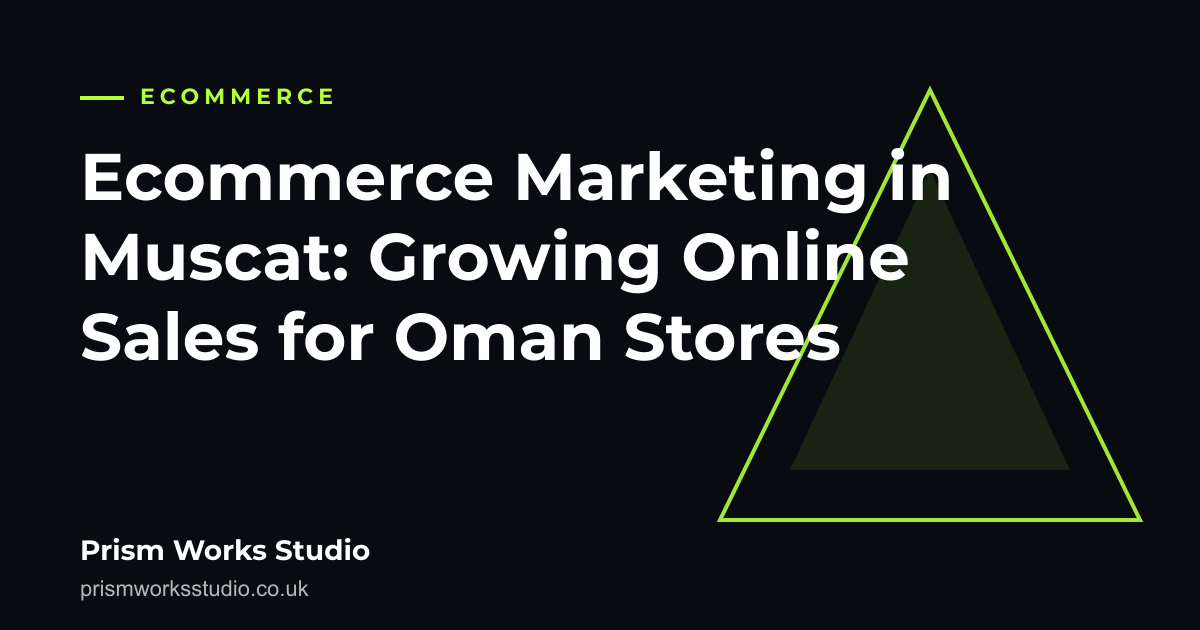 ECOMMERCE
Ecommerce Marketing in
Muscat: Growing Online
Sales for Oman Stores
Prism Works Studio
prismworksstudio.co.uk